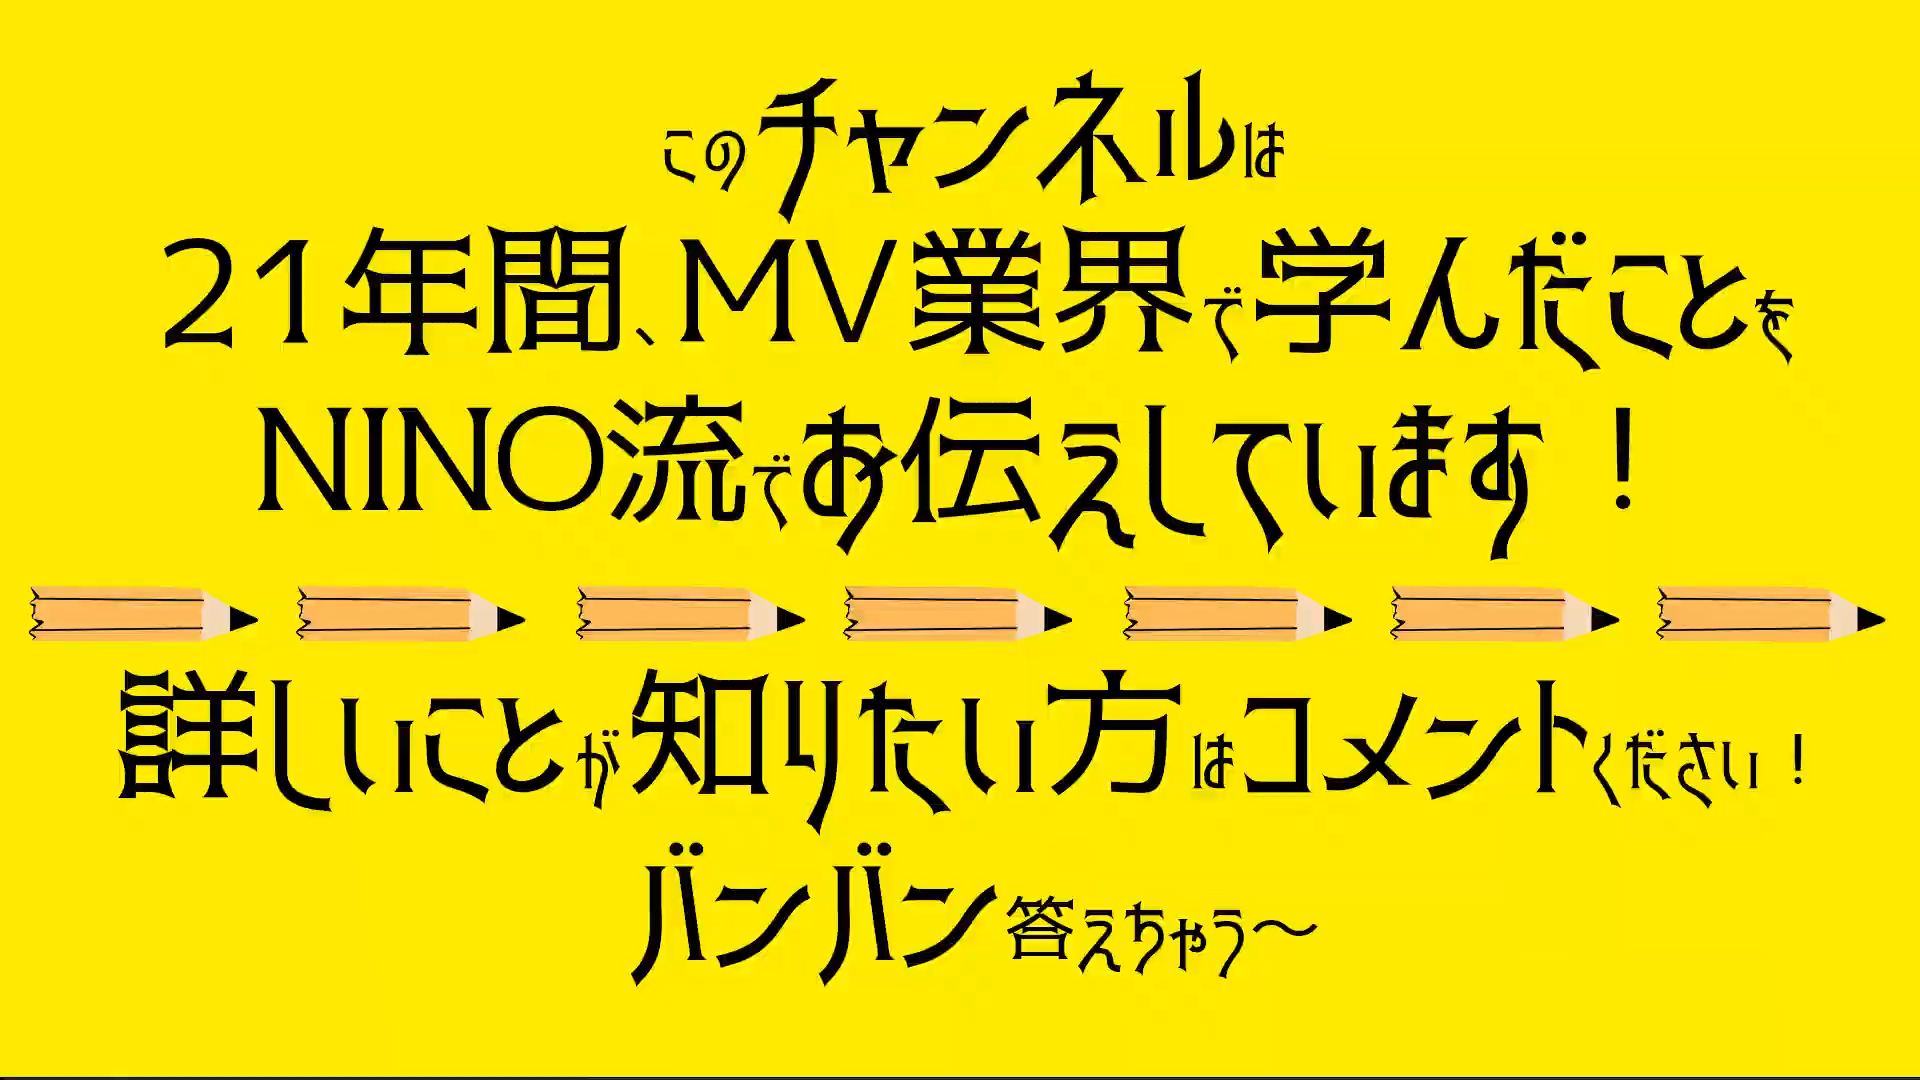 このチャンネルは
21年間、MV業界で学んだことを
NINO流でお伝えしています！
詳しいことが知りたい方はコメントください！
バンバン答えちゃう〜